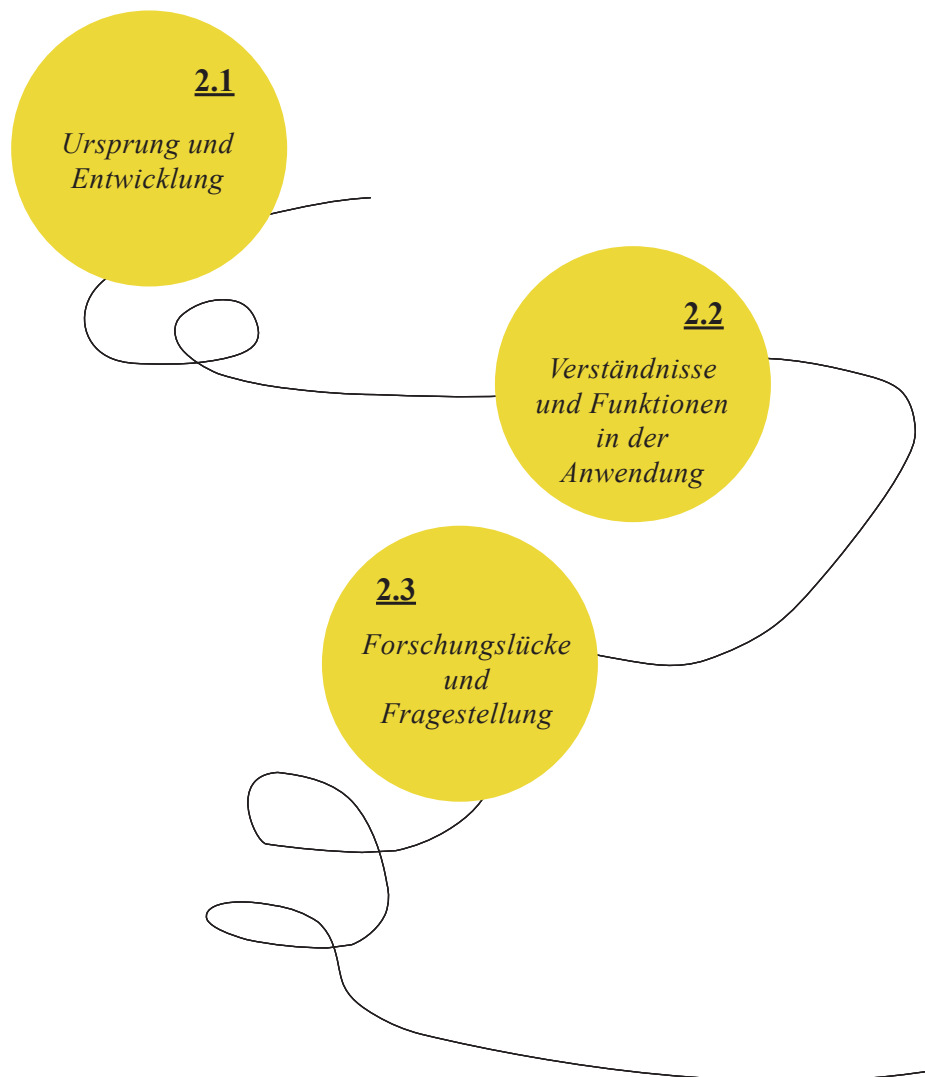 2.1
Ursprung und
Entwicklung
2.2
Verständnisse
und Funktionen
in der
Anwendung
2.3
Forschungslücke
und
Fragestellung